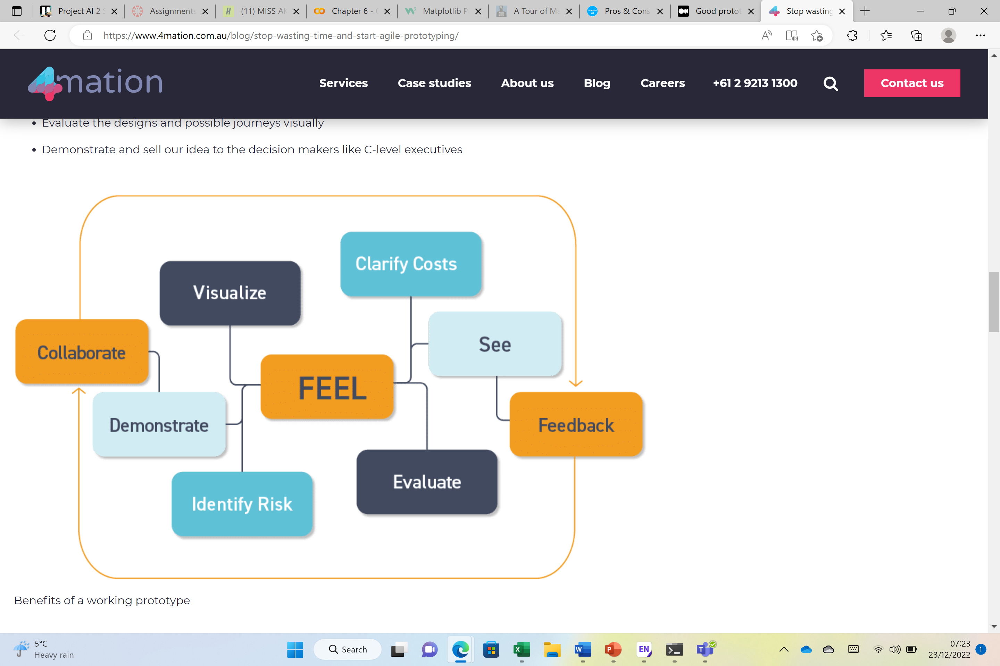 Project AI 2 S
Assignments
(11) MISS AK
Chapter 6 -
Matplotlib P
A Tour of Ma
Pros & Cons
Good protot
Stop wasting
https://www.4mation.com.au/blog/stop-wasting-time-and-start-agile-prototyping/
4mation
Services
Case studies
About us
Blog
Careers
+61 2 9213 1300
Contact us
• Evaluate the designs and possible journeys visually
• Demonstrate and sell our idea to the decision makers like C-level executives
Clarify Costs
Visualize
See
Collaborate
FEEL
Demonstrate
Feedback
Evaluate
Identify Risk
Benefits of a working prototype
5°C
Heavy rain
Search
EN
07:23
23/12/2022
1